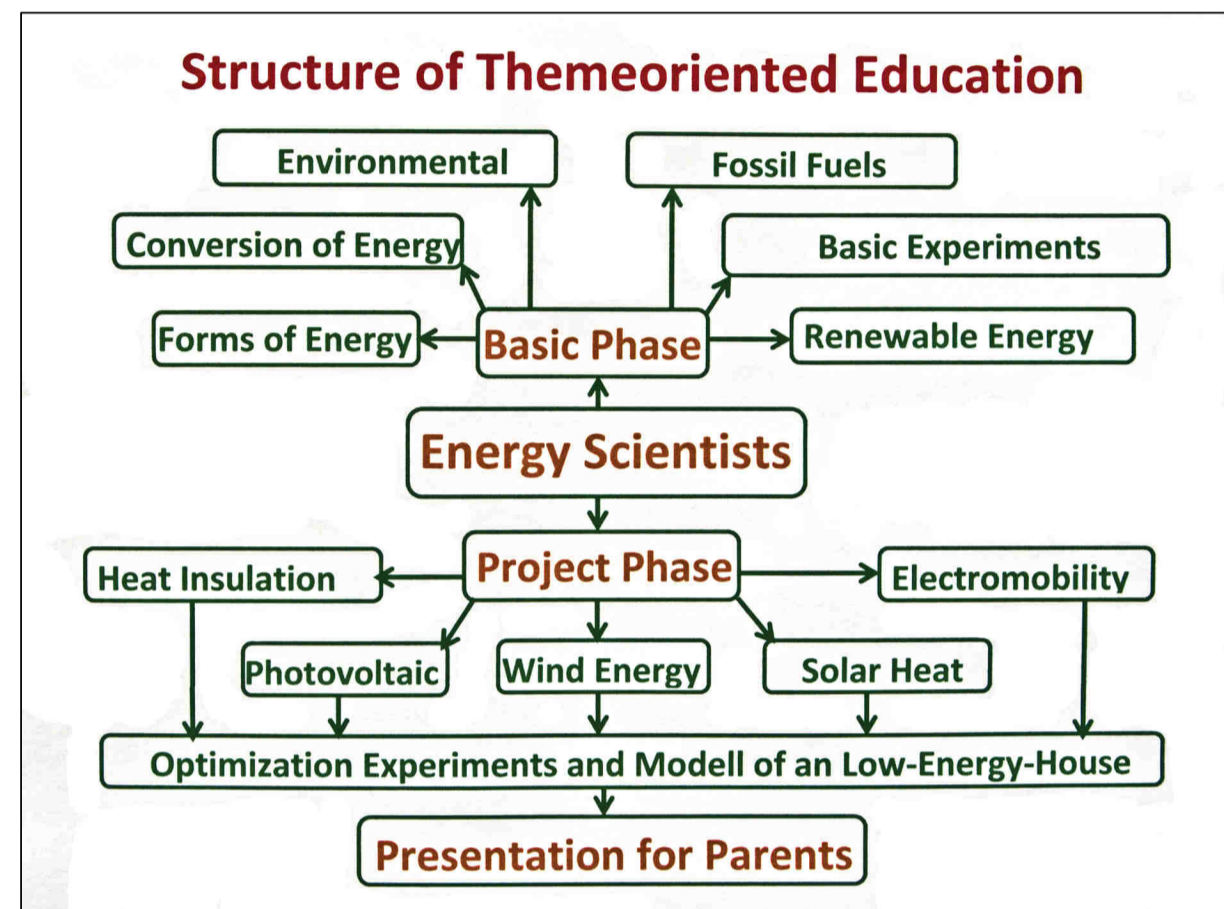 Structure of Themeoriented Education
Environmental
Fossil Fuels
Conversion of Energy
Basic Experiments
Forms of Energy
Basic Phase
Renewable Energy
Energy Scientists
Heat Insulation
Project Phase
Electromobility
Photovoltaic
Wind Energy
Solar Heat
Optimization Experiments and Modell of an Low-Energy-House
Presentation for Parents